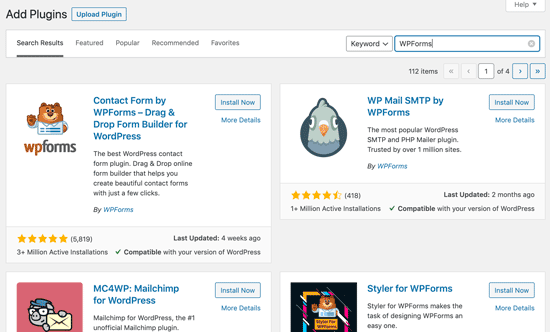 Help
Add Plugins Upload Plugin
Search Results Featured Popular Recommended Favorites Keyword WPForms
112 items « ‹ 1 of 4 › »
wpforms
Contact Form by
WPForms – Drag &
Drop Form Builder for
WordPress
Install Now
More Details
The best WordPress contact
form plugin. Drag & Drop online
form builder that helps you
create beautiful contact forms
with just a few clicks.
By WPForms
(5,819)
Last Updated: 4 weeks ago
3+ Million Active Installations
Compatible with your version of WordPress
WP Mail SMTP by
WPForms
Install Now
More Details
The most popular WordPress
SMTP and PHP Mailer plugin.
Trusted by over 1 million sites.
By WPForms
(418)
Last Updated: 2 months ago
1+ Million Active Installations
Compatible with your version of WordPress
MC4WP: Mailchimp
for WordPress
Install Now
More Details
Mailchimp for WordPress, the #1
unofficial Mailchimp plugin.
Styler For
WPForms
Styler for WPForms
Install Now
More Details
Styler for WPForms makes the
task of designing WPForms an
easy one.